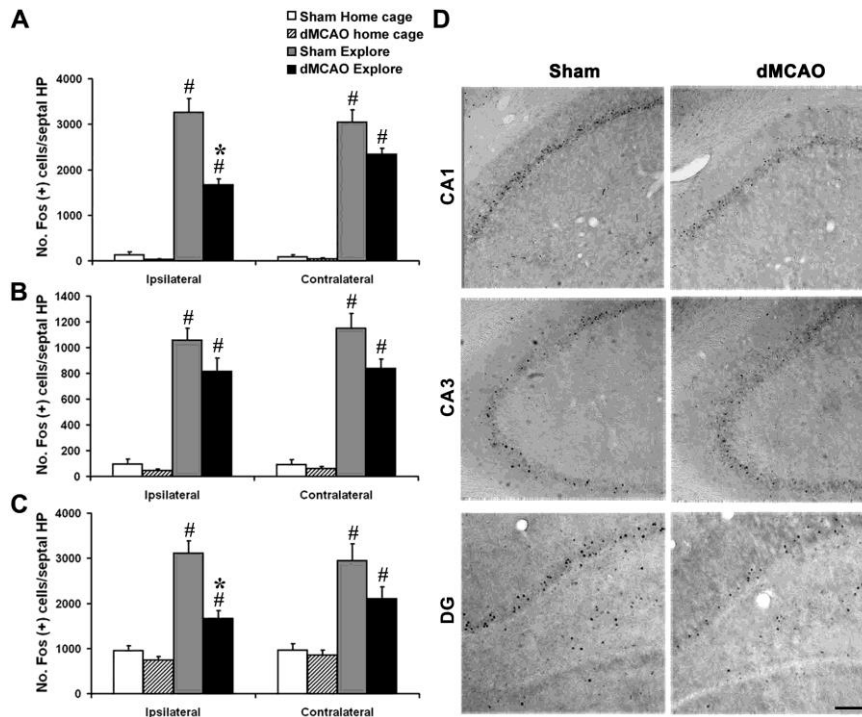 A
Sham Home cage
dMCAO home cage
Sham Explore
dMCAO Explore
No. Fos (+) cells/septal HP
4000
3000
2000
1000
0
#
*
#
#
#
Ipsilateral
Contralateral
B
No. Fos (+) cells/septal HP
1400
1200
1000
800
600
400
200
0
#
#
#
#
Ipsilateral
Contralateral
C
No. Fos (+) cells/septal HP
4000
3000
2000
1000
0
#
*
#
#
#
Ipsilateral
Contralateral
D
Sham
dMCAO
CA1
CA3
DG